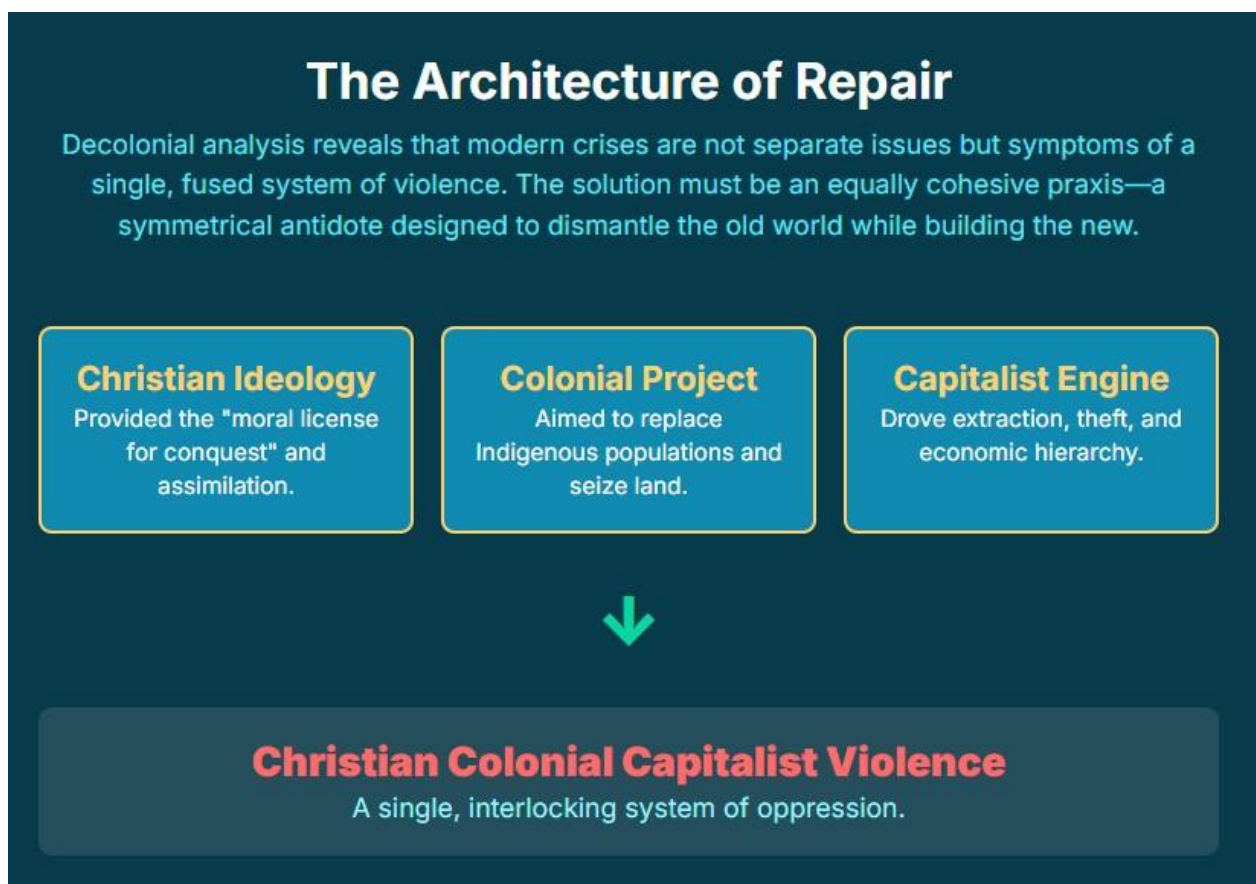 The Architecture of Repair
Decolonial analysis reveals that modern crises are not separate issues but symptoms of a
single, fused system of violence. The solution must be an equally cohesive praxis—a
symmetrical antidote designed to dismantle the old world while building the new.
Christian Ideology
Provided the "moral license
for conquest" and
assimilation.
Colonial Project
Aimed to replace
Indigenous populations and
seize land.
Capitalist Engine
Drove extraction, theft, and
economic hierarchy.
Christian Colonial Capitalist Violence
A single, interlocking system of oppression.